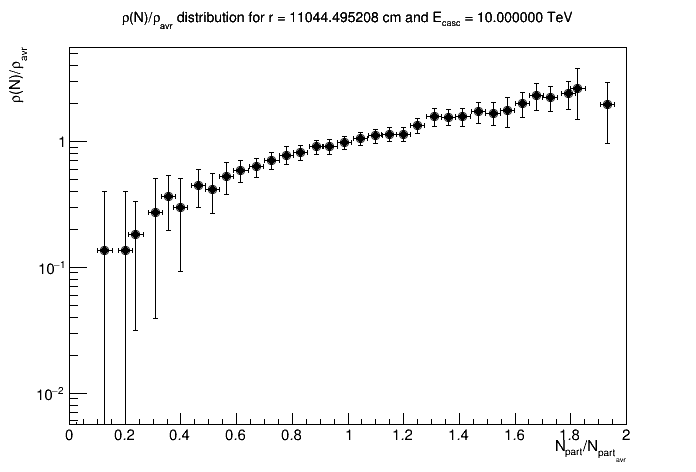 ρ(N)/ρavr distribution for r = 11044.495208 cm and Ecasc = 10.000000 TeV
ρ(N)/ρavr
1
10−1
10−2
0 0.2 0.4 0.6 0.8 1 1.2 1.4 1.6 1.8 2
Npart/Npartavr